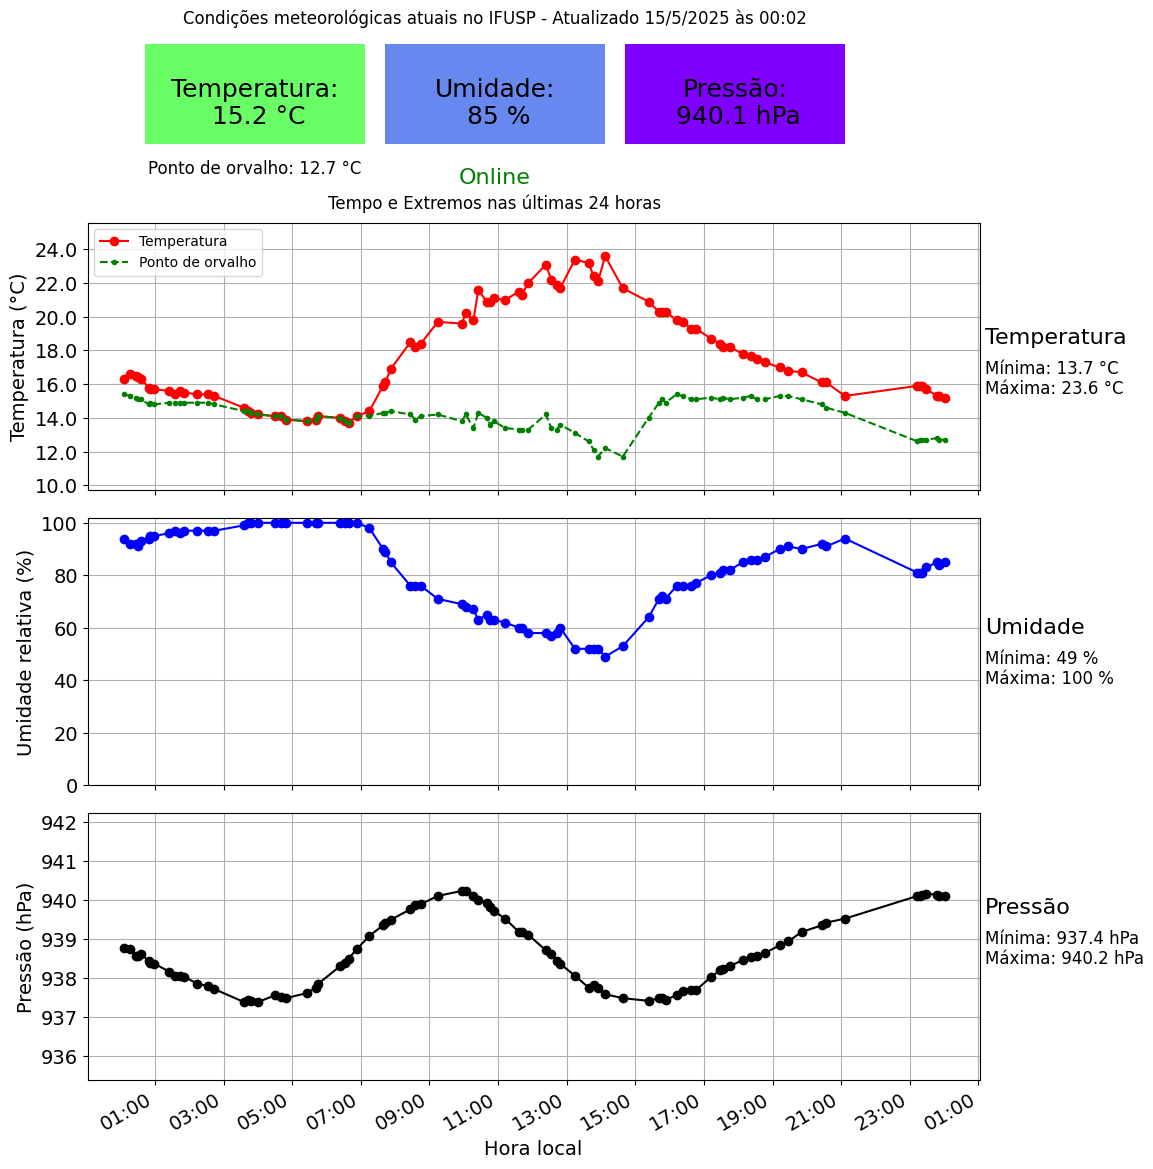 Condições meteorológicas atuais no IFUSP - Atualizado 15/5/2025 às 00:02
Temperatura:
15.2 °C
Umidade:
85 %
Pressão:
940.1 hPa
Ponto de orvalho: 12.7 °C
Online
Tempo e Extremos nas últimas 24 horas
Temperatura (°C)
24.0
22.0
20.0
18.0
16.0
14.0
12.0
10.0
Temperatura
Ponto de orvalho
Temperatura
Mínima: 13.7 °C
Máxima: 23.6 °C
Umidade relativa (%)
100
80
60
40
20
0
Umidade
Mínima: 49 %
Máxima: 100 %
Pressão (hPa)
942
941
940
939
938
937
936
Pressão
Mínima: 937.4 hPa
Máxima: 940.2 hPa
01:00
03:00
05:00
07:00
09:00
11:00
13:00
15:00
17:00
19:00
21:00
23:00
01:00
Hora local